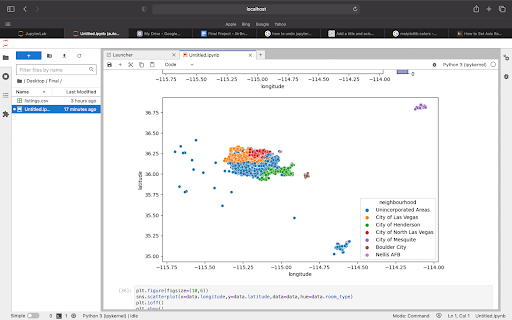 localhost
Apple Bing Google Yahoo
JupyterLab
Untitled.ipynb (auto...
My Drive - Google...
Final Project - Airbn...
how to undo jupyter...
Add a title and sub...
matplotlib colors -...
How to Set Axis Ra...
Launcher
Untitled.ipynb
Code
Python 3 (ipykernel)
Filter files by name
/ Desktop / Final /
Name
Last Modified
listings.csv
3 hours ago
Untitled.ip...
17 minutes ago
−115.75 −115.50 −115.25 −115.00 −114.75 −114.50 −114.25 −114.00
longitude
0
36.75
36.50
36.25
36.00
35.75
35.50
35.25
35.00
latitude
neighbourhood
Unincorporated Areas
City of Las Vegas
City of Henderson
City of North Las Vegas
City of Mesquite
Boulder City
Nellis AFB
−115.75 −115.50 −115.25 −115.00 −114.75 −114.50 −114.25 −114.00
longitude
plt.figure(figsize=(10,6))
sns.scatterplot(x=data.longitude,y=data.latitude,data=data,hue=data.room_type)
plt.ioff()
Simple
1
Python 3 (ipykernel) | Idle
Mode: Command
Ln 1, Col 1
Untitled.ipynb